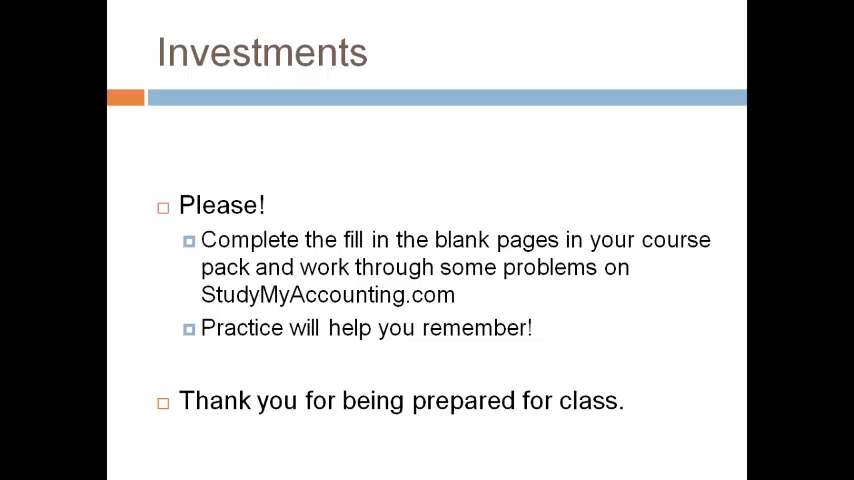 Investments
Please!
Complete the fill in the blank pages in your course
pack and work through some problems on
StudyMyAccounting.com
Practice will help you remember!
Thank you for being prepared for class.